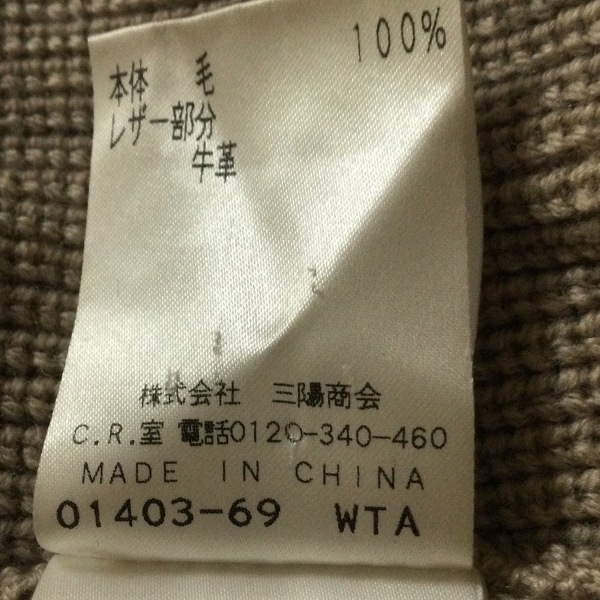 本体 毛 100%
レザー部分
牛革
株式会社 三陽商会
C.R.室 電話0120-340-460
MADE IN CHINA
01403-69 WTA